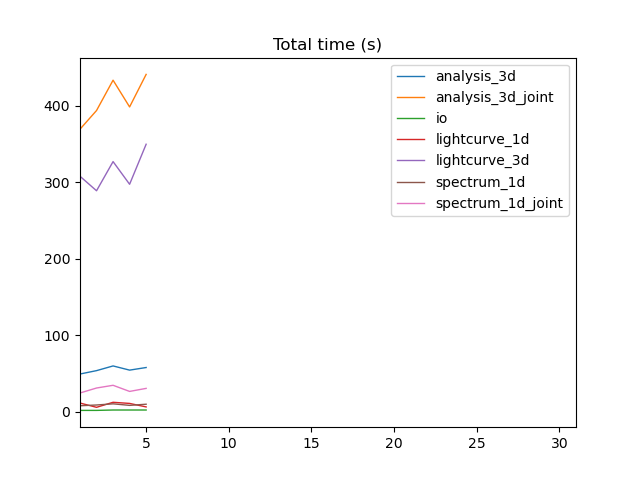 Total time (s)
analysis_3d
analysis_3d_joint
io
lightcurve_1d
lightcurve_3d
spectrum_1d
spectrum_1d_joint
400
300
200
100
0
5 10 15 20 25 30